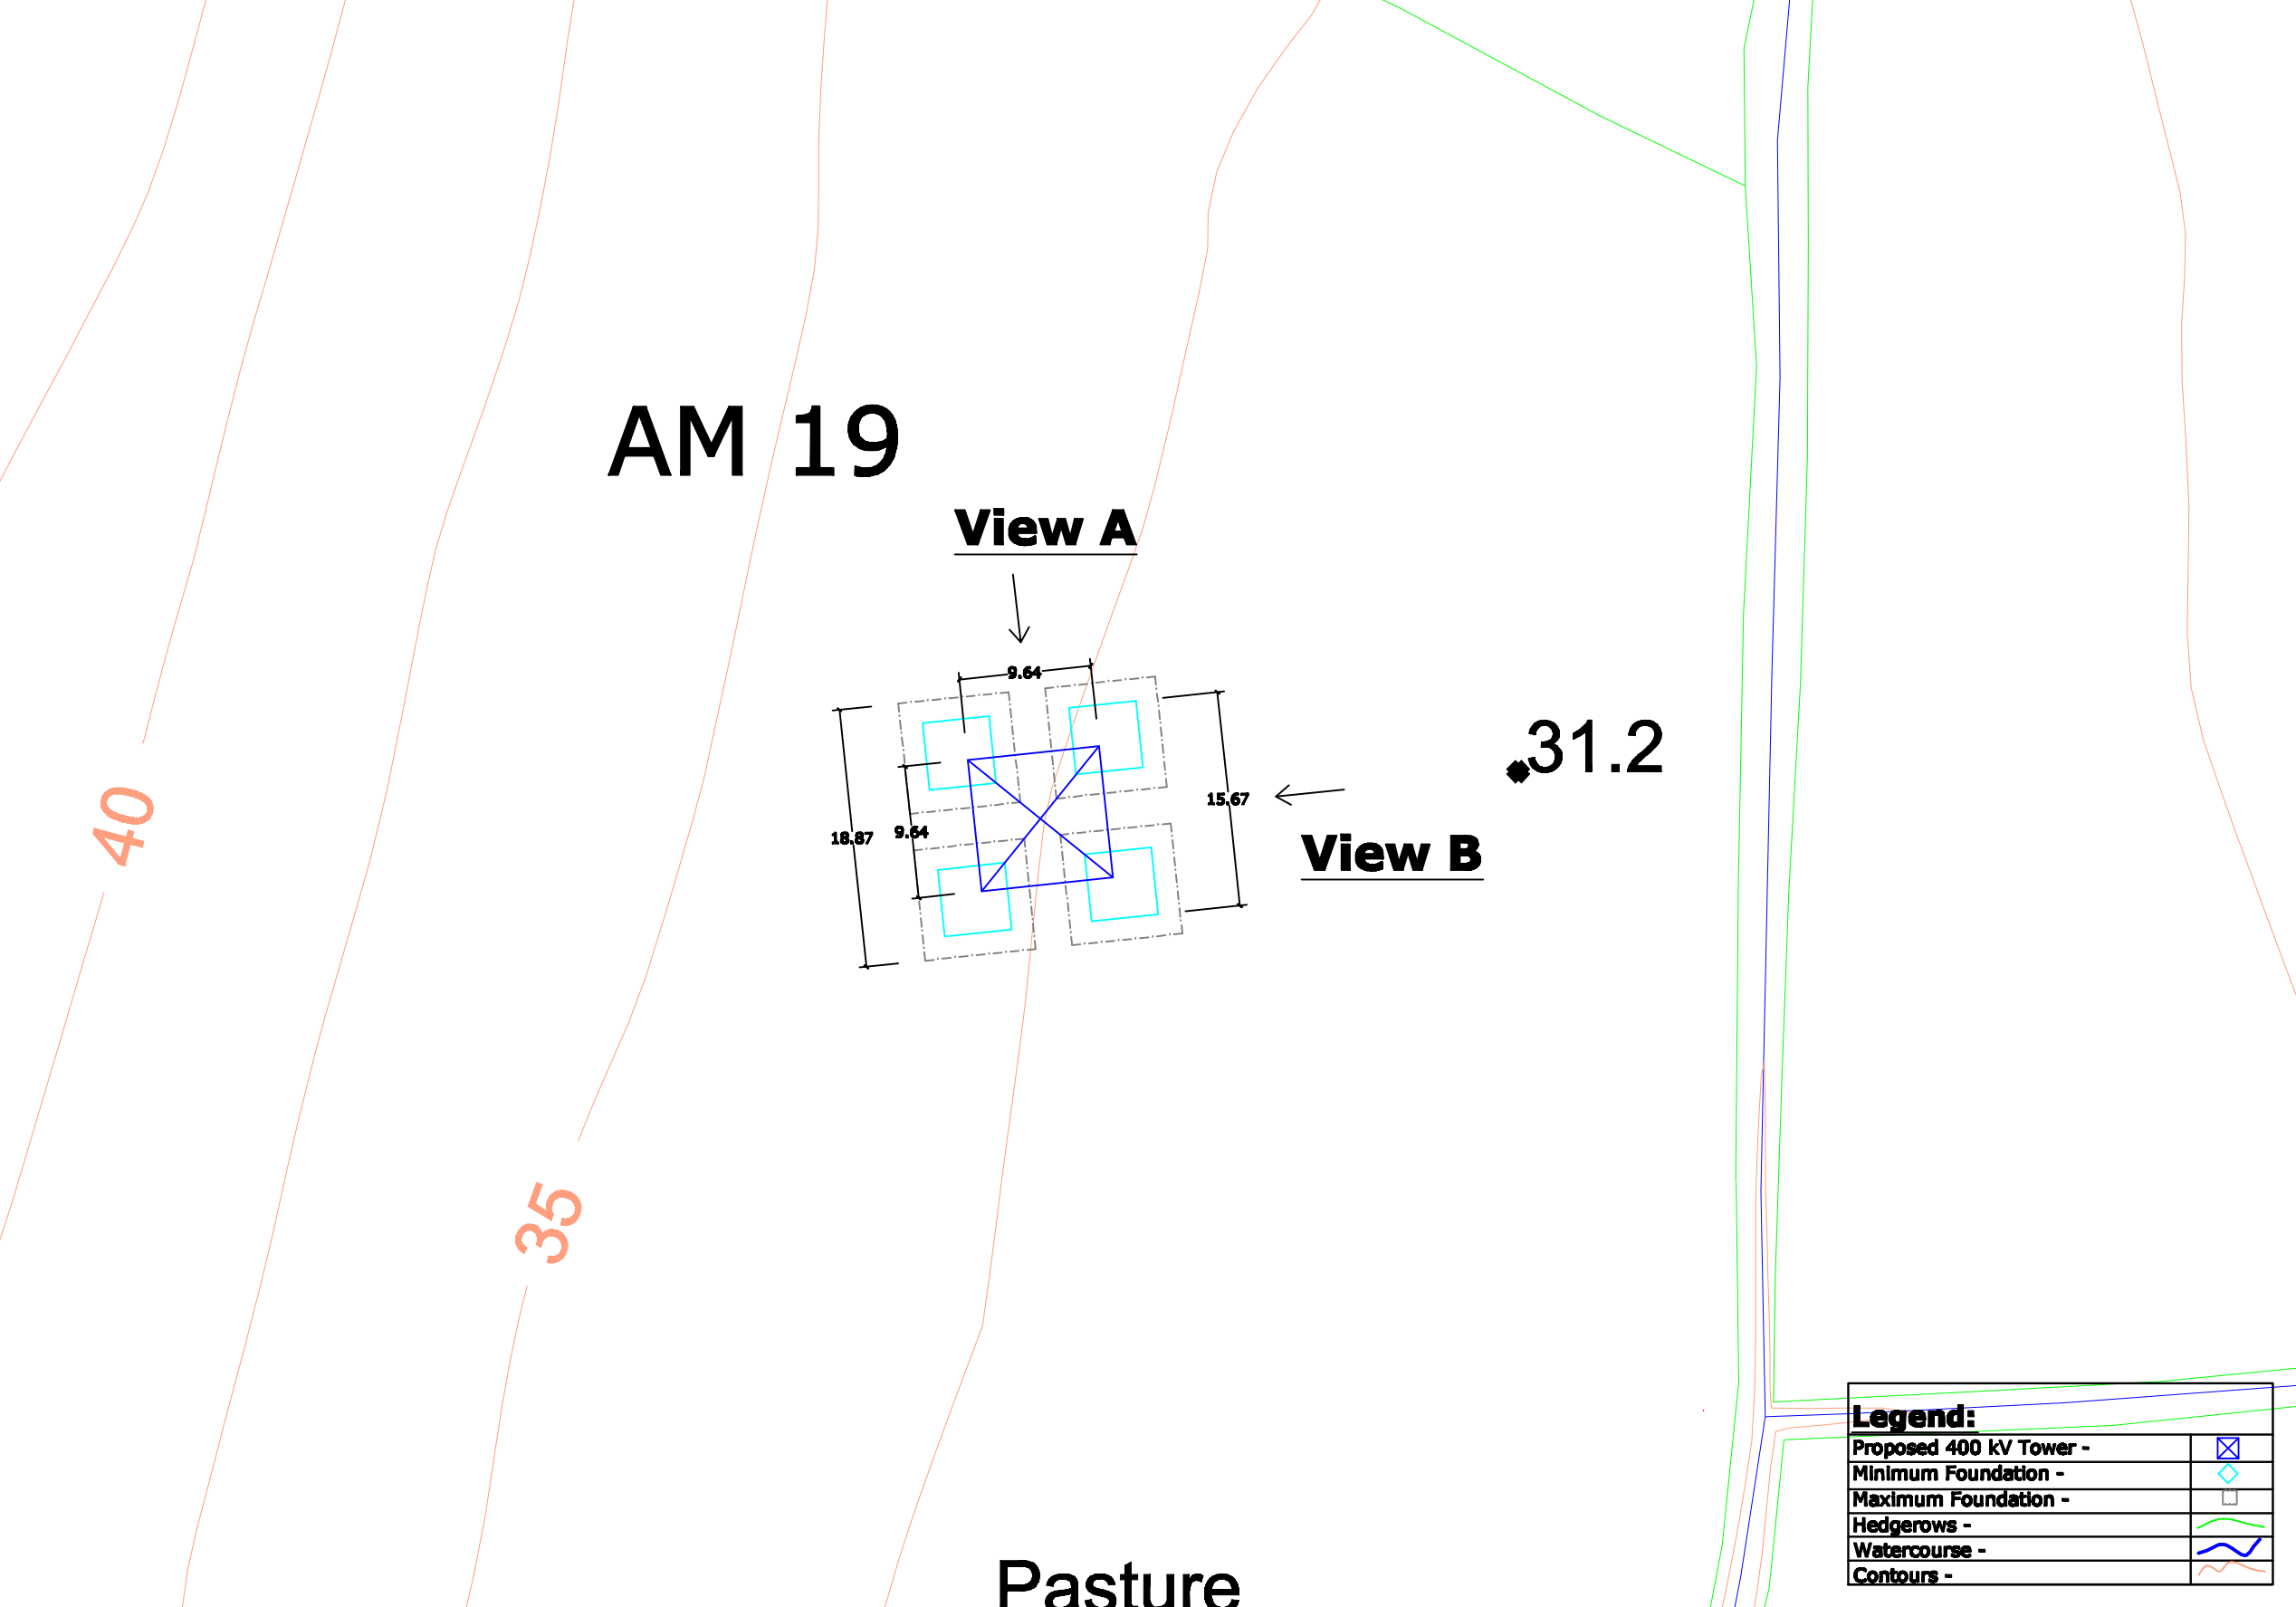 AM 19
View A
9.64
18.87
9.64
15.67
31.2
View B
40
35
Pasture
Legend:
Proposed 400 kV Tower -
Minimum Foundation -
Maximum Foundation -
Hedgerows -
Watercourse -
Contours -